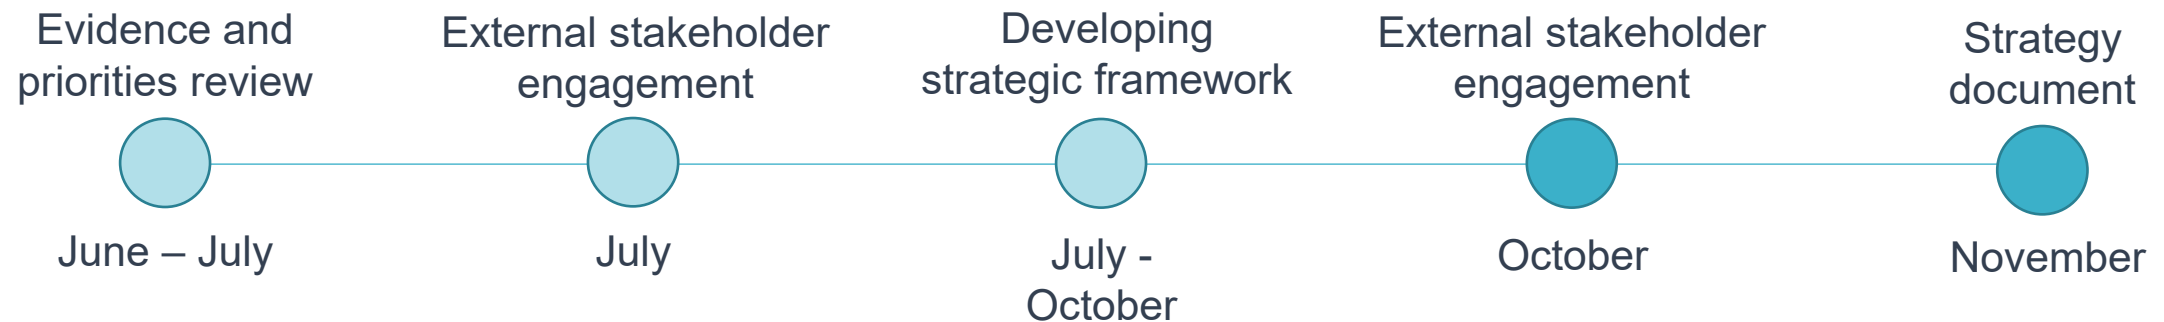 Evidence and
priorities review
External stakeholder
engagement
Developing
strategic framework
External stakeholder
engagement
Strategy
document
June – July
July
July -
October
October
November